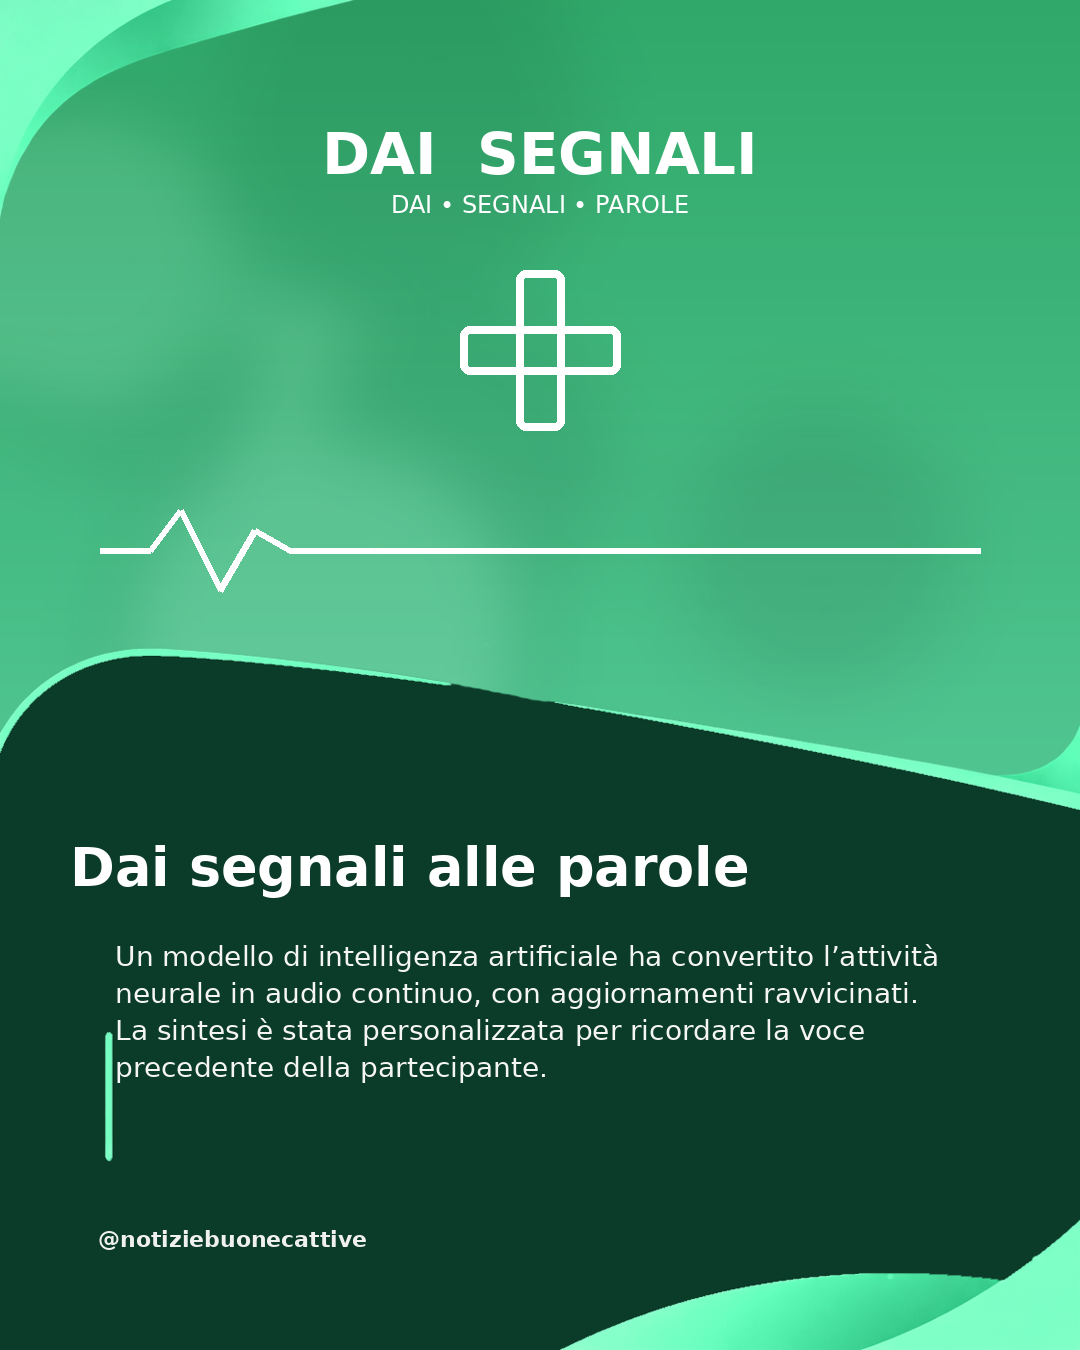 DAI SEGNALI
DAI • SEGNALI • PAROLE
Dai segnali alle parole
Un modello di intelligenza artificiale ha convertito l’attività
neurale in audio continuo, con aggiornamenti ravvicinati.
La sintesi è stata personalizzata per ricordare la voce
precedente della partecipante.
@notiziebuonecattive